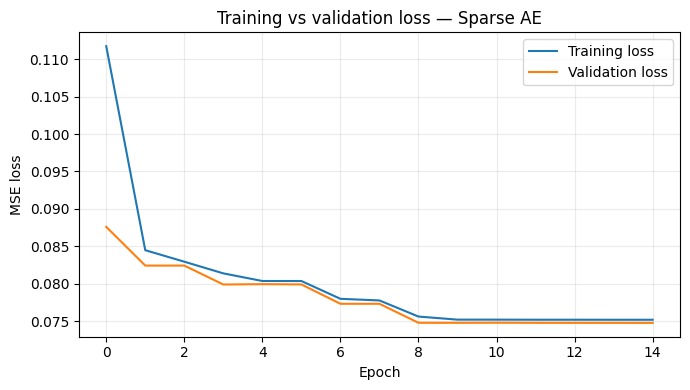 Training vs validation loss — Sparse AE
Training loss
Validation loss
MSE loss
0.110
0.105
0.100
0.095
0.090
0.085
0.080
0.075
0 2 4 6 8 10 12 14
Epoch